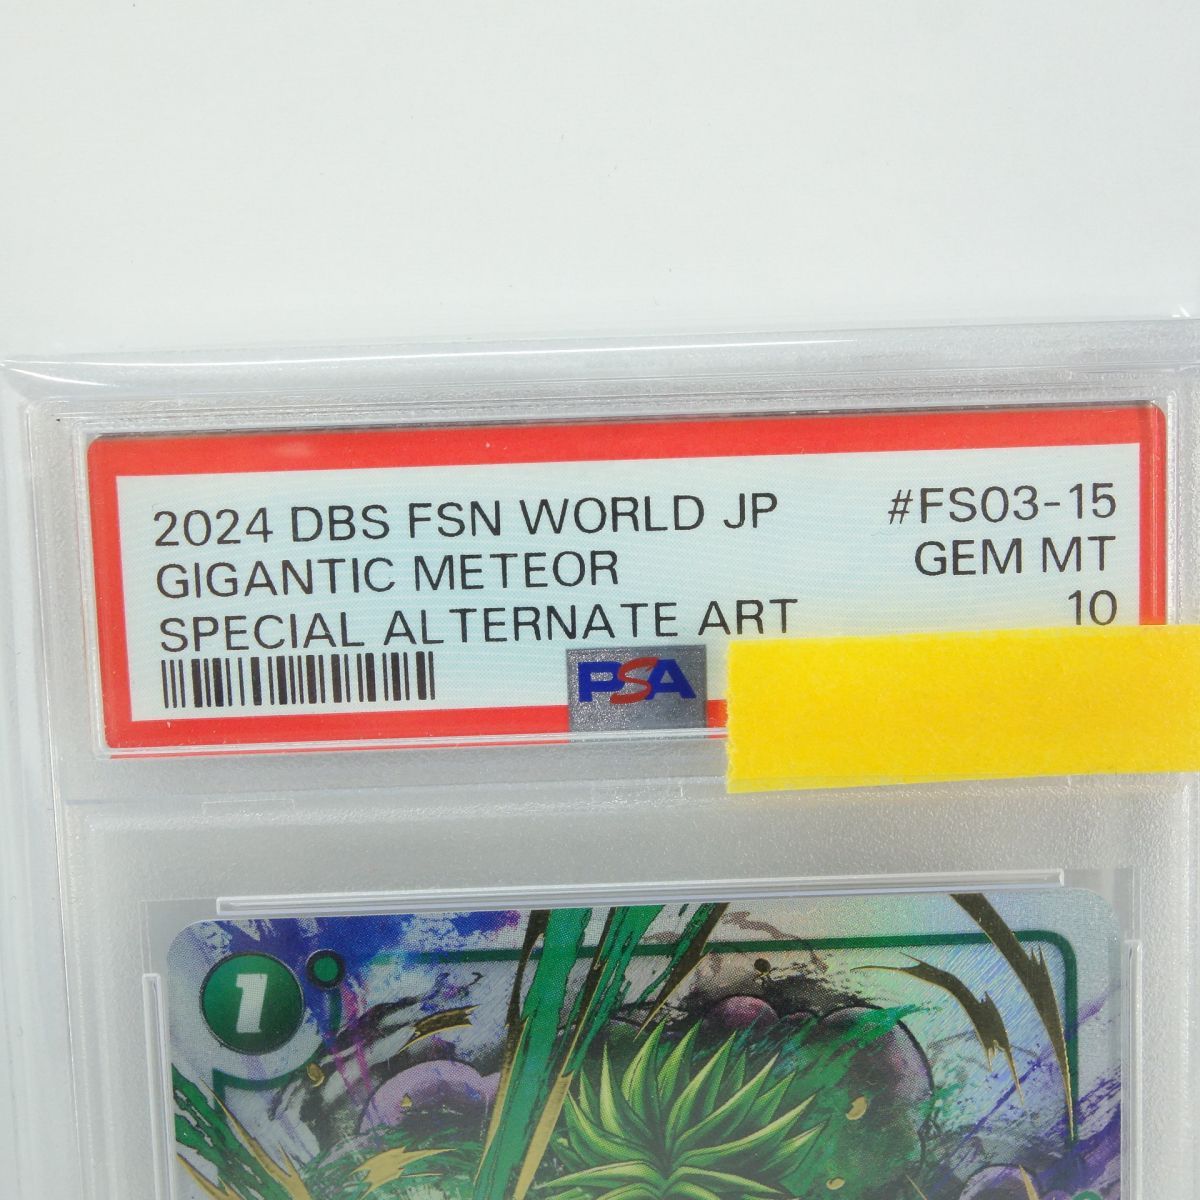 2024 DBS FSN WORLD JP #FS03-15
GIGANTIC METEOR GEM MT
SPECIAL ALTERNATE ART 10
PSA
1